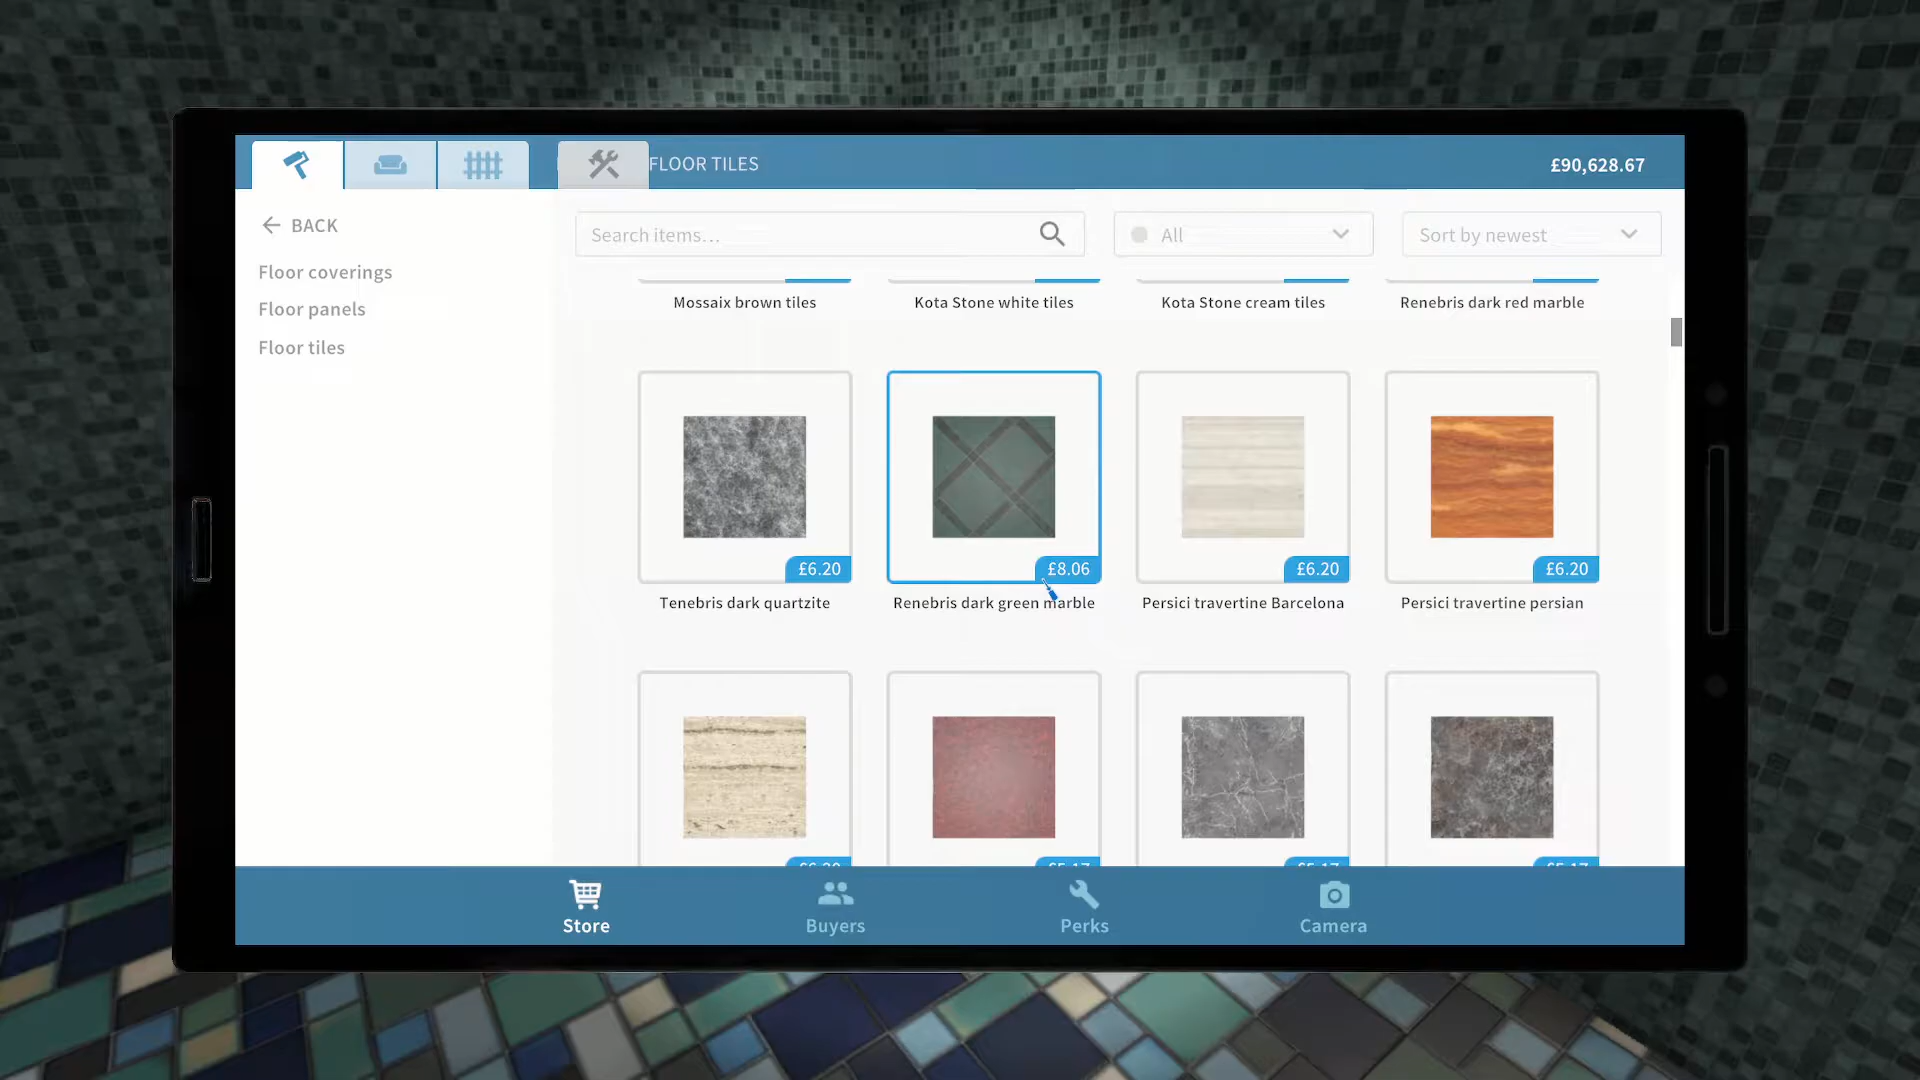 FLOOR TILES
£90,628.67
BACK
Search items...
All
Sort by newest
Floor coverings
Floor panels
Floor tiles
Mossaix brown tiles
Kota Stone white tiles
Kota Stone cream tiles
Renebris dark red marble
£6.20
£8.06
£6.20
£6.20
Tenebris dark quartzite
Renebris dark green marble
Persici travertine Barcelona
Persici travertine persian
Store
Buyers
Perks
Camera